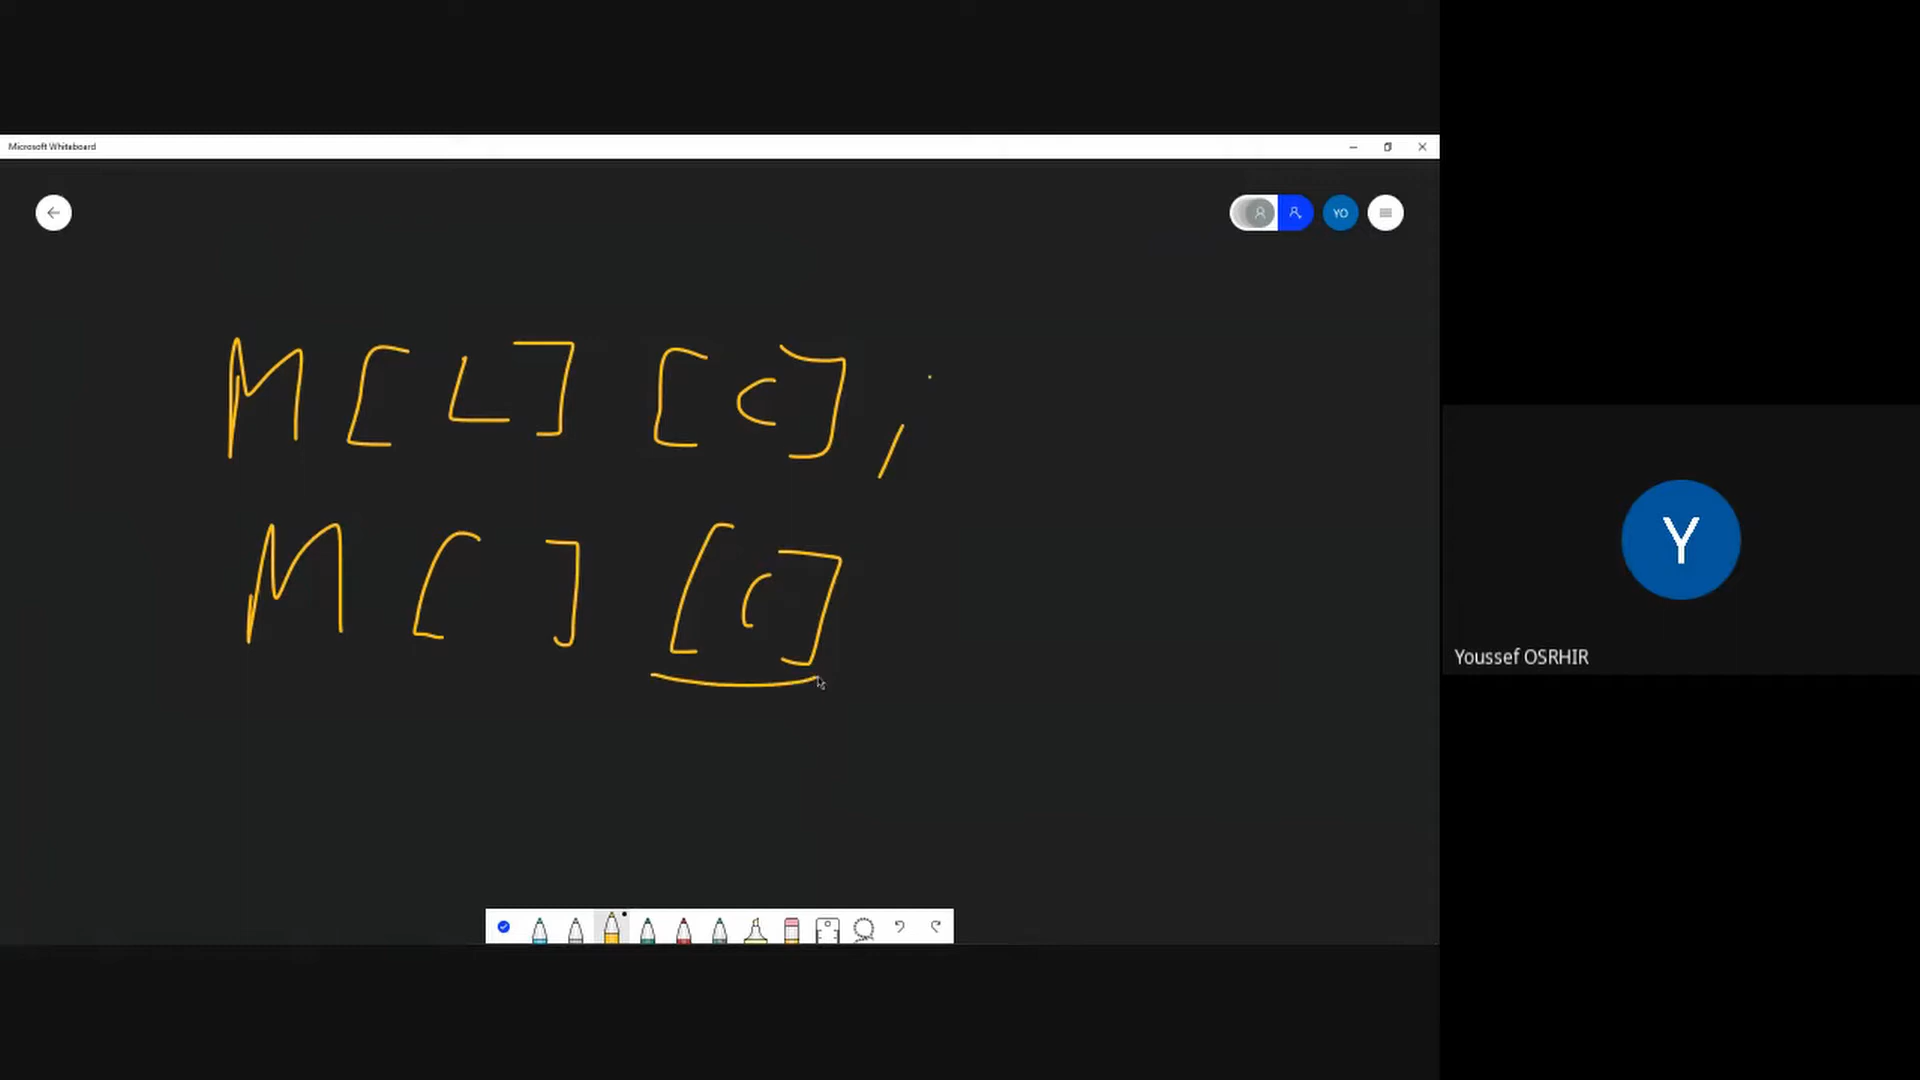 Microsoft Whiteboard
YO
M[L] [C],
M[ ] [C]
Y
Youssef OSRHIR